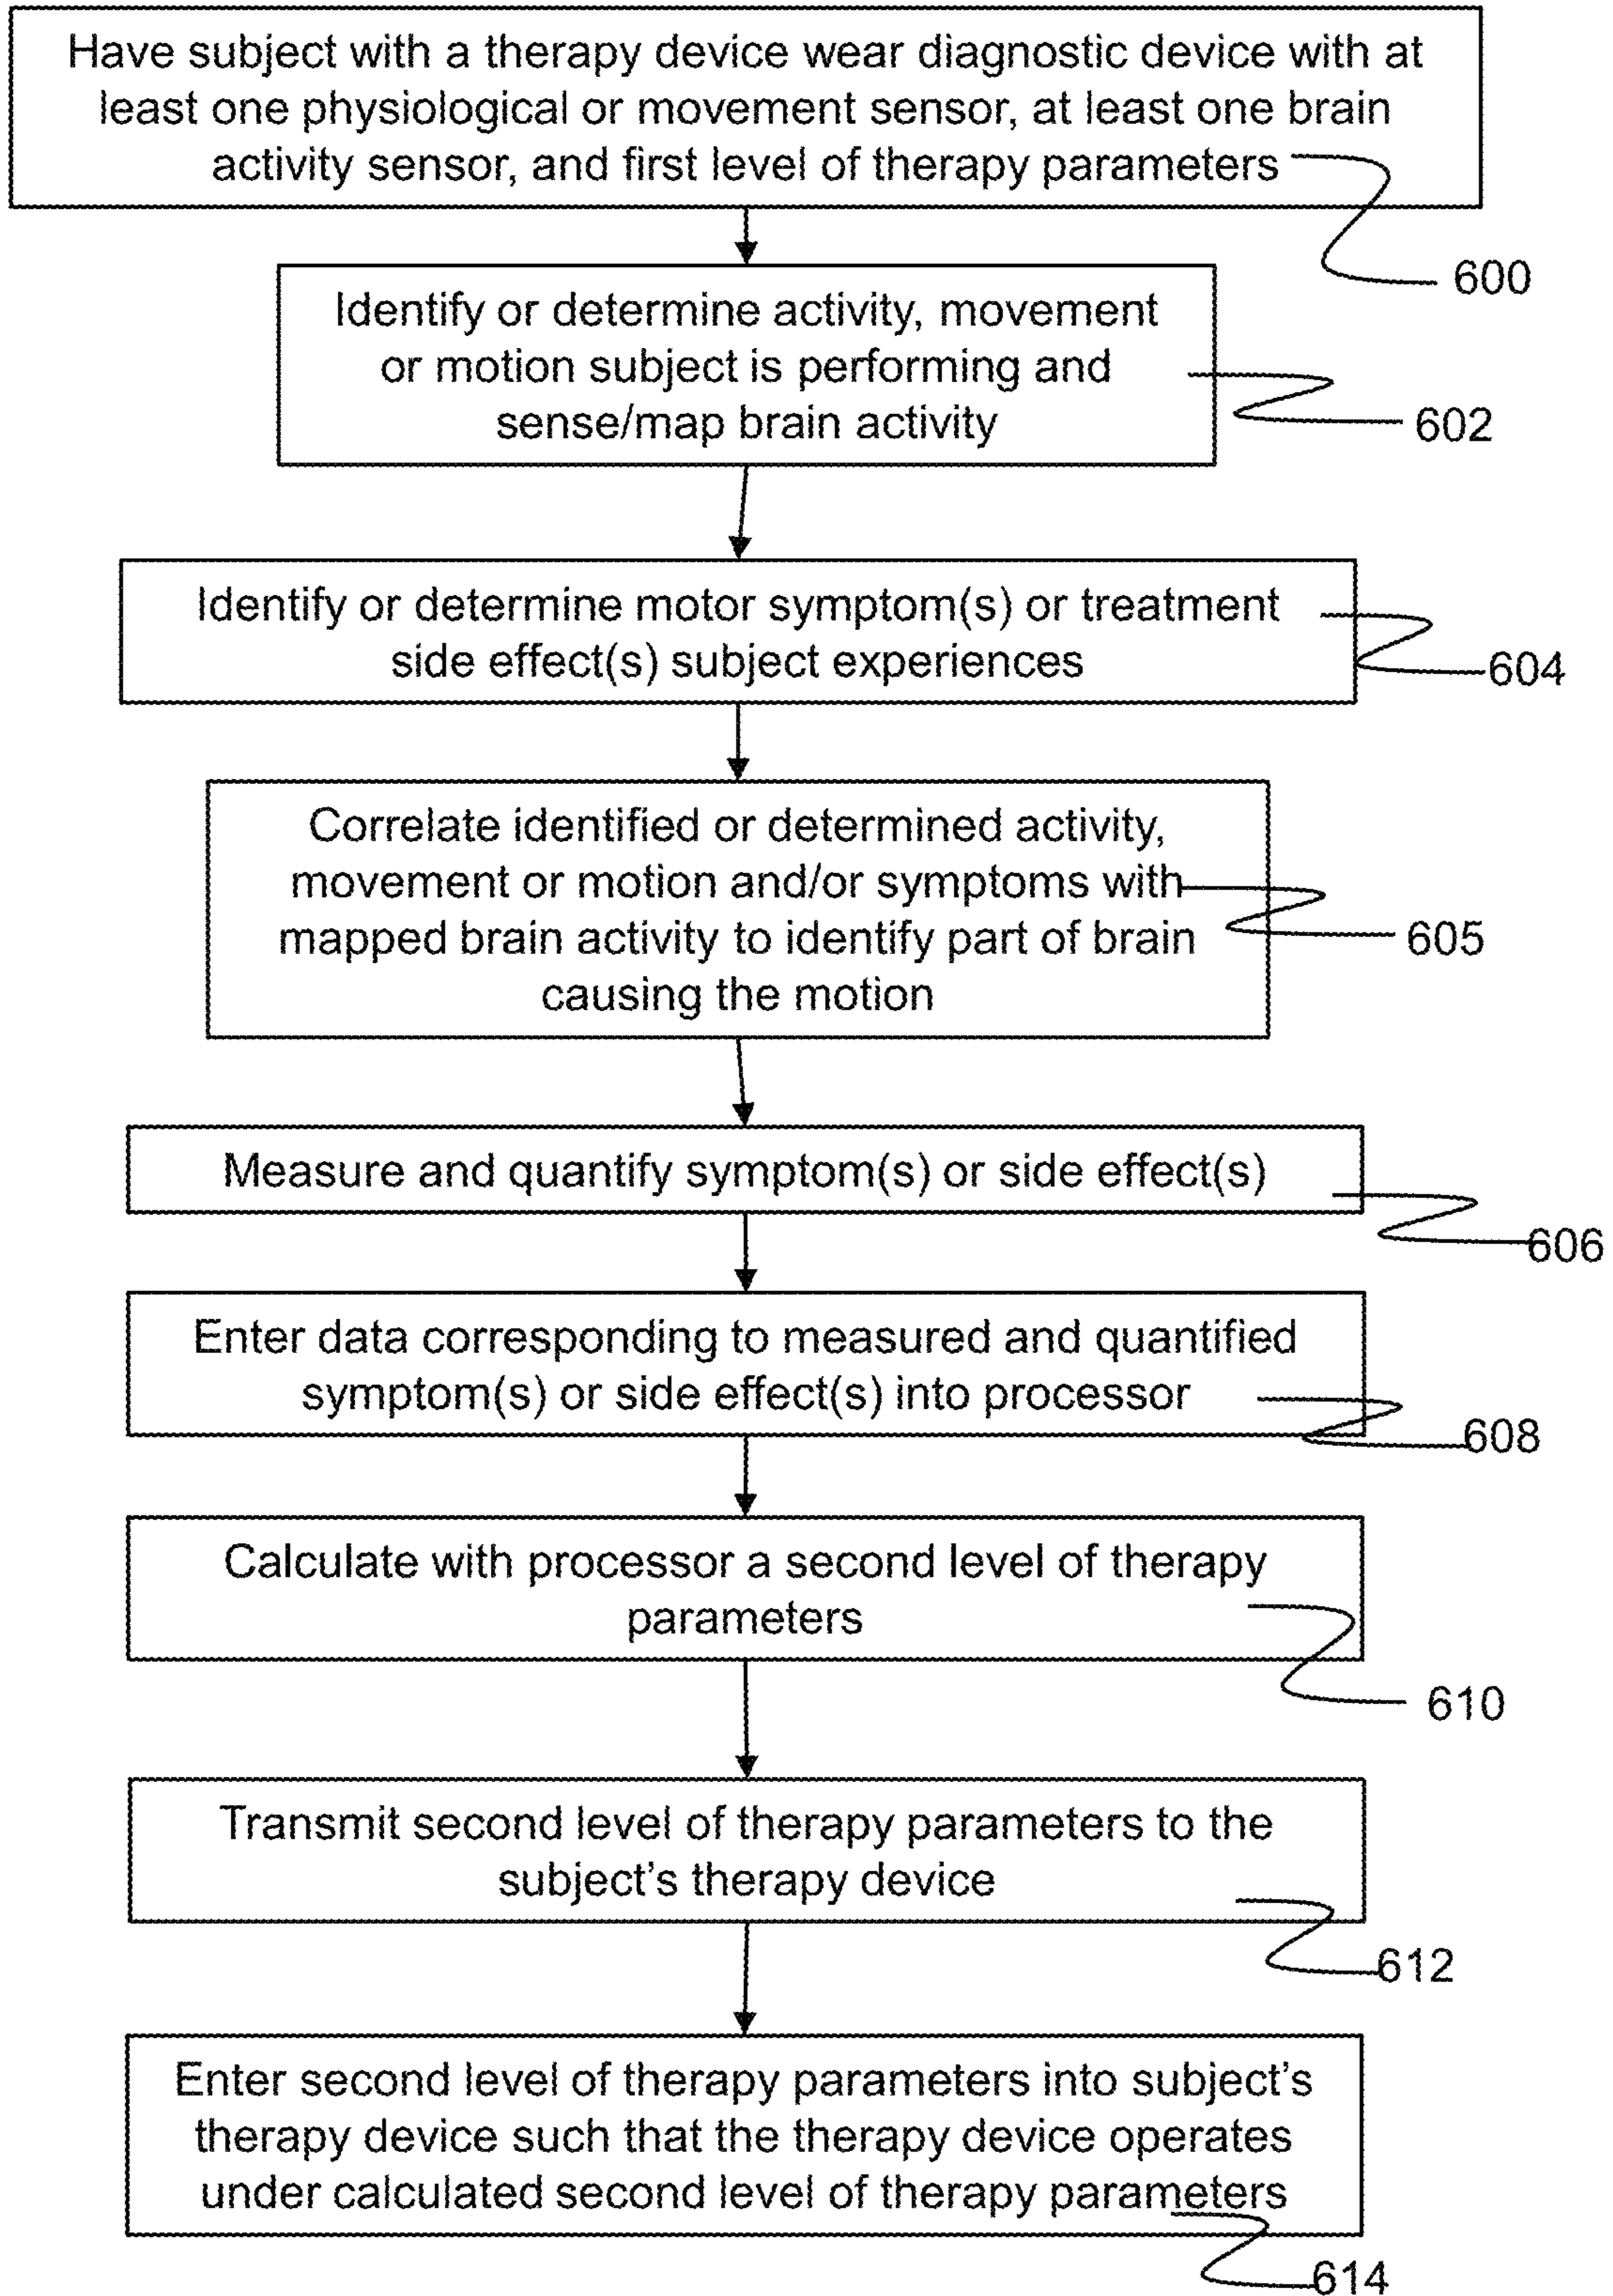 Have subject with a therapy device wear diagnostic device with at
least one physiological or movement sensor, at least one brain
activity sensor, and first level of therapy parameters
600
Identify or determine activity, movement
or motion subject is performing and
sense/map brain activity
602
Identify or determine motor symptom(s) or treatment
side effect(s) subject experiences
604
Correlate identified or determined activity,
movement or motion and/or symptoms with
mapped brain activity to identify part of brain
causing the motion
605
Measure and quantify symptom(s) or side effect(s)
606
Enter data corresponding to measured and quantified
symptom(s) or side effect(s) into processor
608
Calculate with processor a second level of therapy
parameters
610
Transmit second level of therapy parameters to the
subject's therapy device
612
Enter second level of therapy parameters into subject's
therapy device such that the therapy device operates
under calculated second level of therapy parameters
614